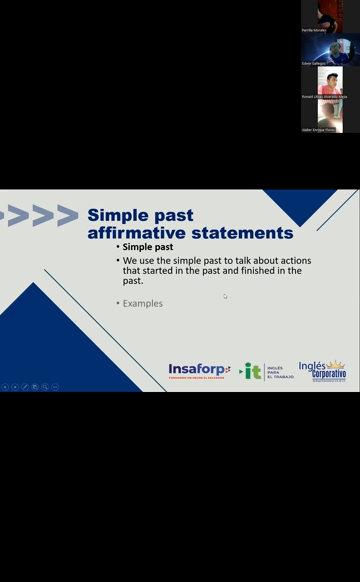 Simple past
affirmative statements
• Simple past
• We use the simple past to talk about actions
that started in the past and finished in the
past.
• Examples
Insaforp
it
INGLÉS
PARA
EL TRABAJO
Inglés
Corporativo